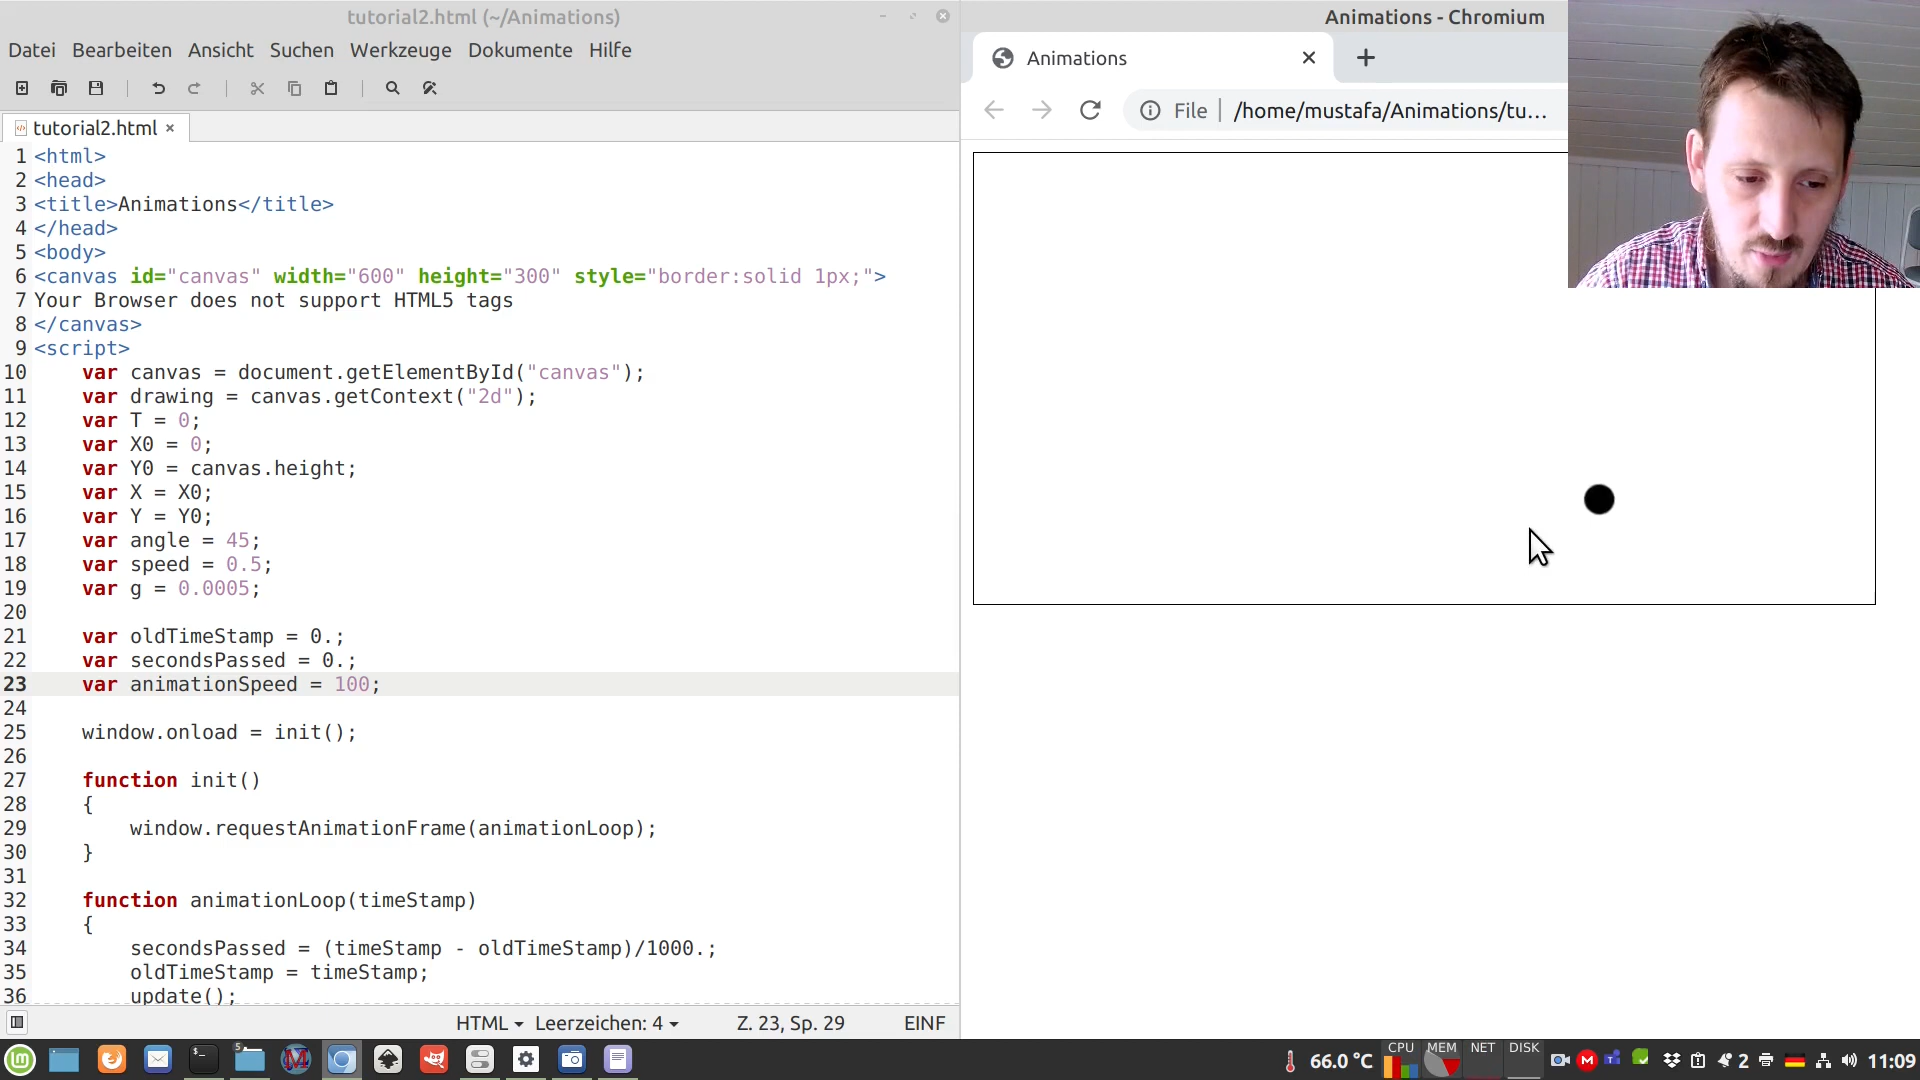 tutorial2.html (~/Animations)
Datei Bearbeiten Ansicht Suchen Werkzeuge Dokumente Hilfe
tutorial2.html ×
1 <html>
2 <head>
3 <title>Animations</title>
4 </head>
5 <body>
6 <canvas id="canvas" width="600" height="300" style="border:solid 1px;">
7 Your Browser does not support HTML5 tags
8 </canvas>
9 <script>
10 var canvas = document.getElementById("canvas");
11 var drawing = canvas.getContext("2d");
12 var T = 0;
13 var X0 = 0;
14 var Y0 = canvas.height;
15 var X = X0;
16 var Y = Y0;
17 var angle = 45;
18 var speed = 0.5;
19 var g = 0.0005;
20
21 var oldTimeStamp = 0.;
22 var secondsPassed = 0.;
23 var animationSpeed = 100;
24
25 window.onload = init();
26
27 function init()
28 {
29 window.requestAnimationFrame(animationLoop);
30 }
31
32 function animationLoop(timeStamp)
33 {
34 secondsPassed = (timeStamp - oldTimeStamp)/1000.;
35 oldTimeStamp = timeStamp;
36 update();
HTML Leerzeichen: 4 Z. 23, Sp. 29 EINF
Animations - Chromium
Animations
File | /home/mustafa/Animations/tu...
5
66.0 °C CPU MEM NET DISK 2 11:09